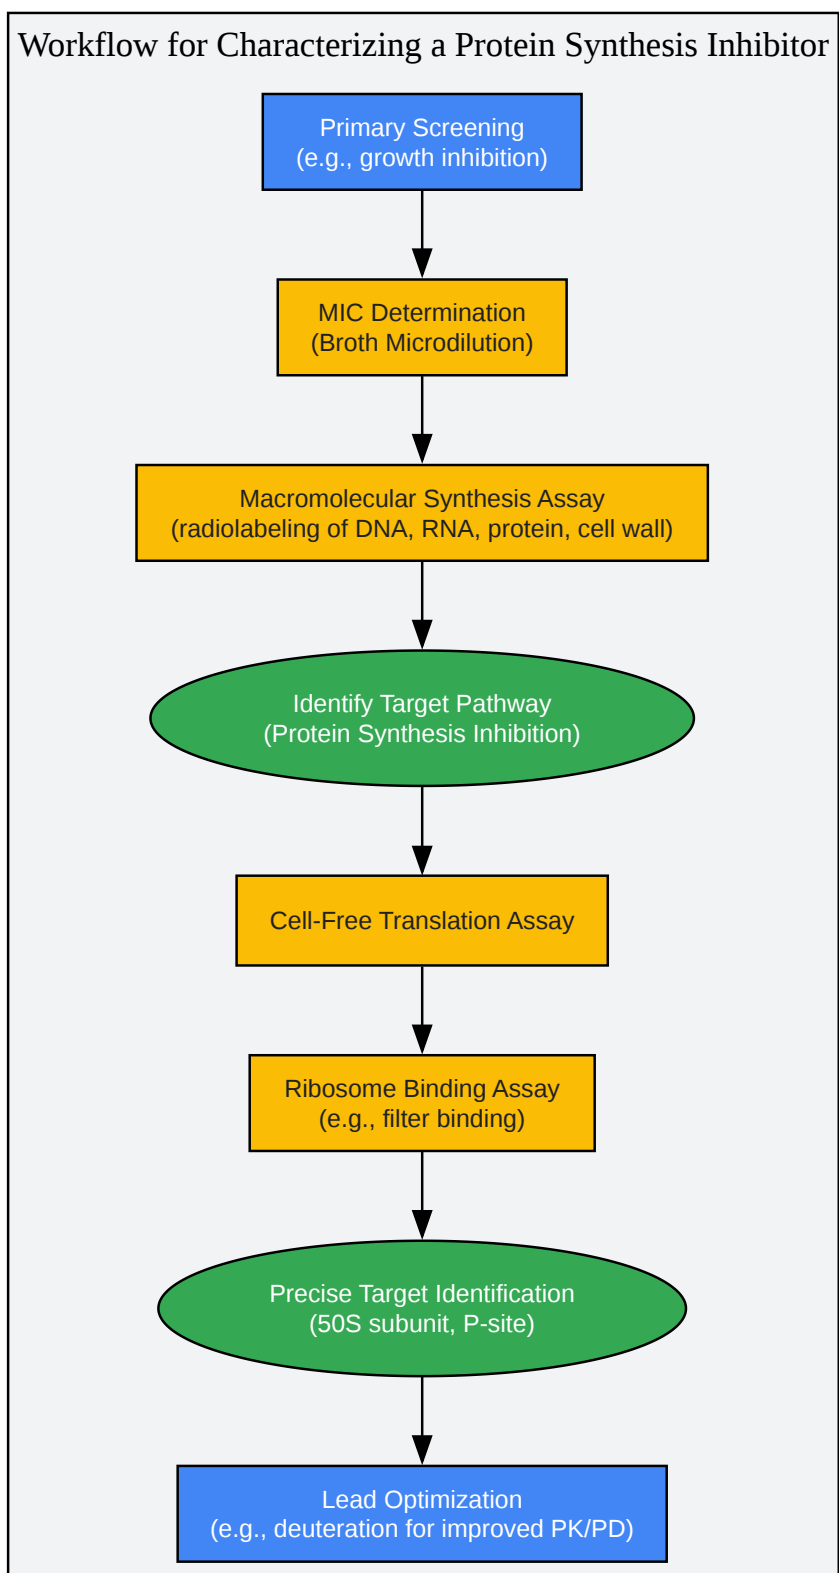 Workflow for Characterizing a Protein Synthesis Inhibitor
Primary Screening
(e.g., growth inhibition)
MIC Determination
(Broth Microdilution)
Macromolecular Synthesis Assay
(radiolabeling of DNA, RNA, protein, cell wall)
Identify Target Pathway
(Protein Synthesis Inhibition)
Cell-Free Translation Assay
Ribosome Binding Assay
(e.g., filter binding)
Precise Target Identification
(50S subunit, P-site)
Lead Optimization
(e.g., deuteration for improved PK/PD)